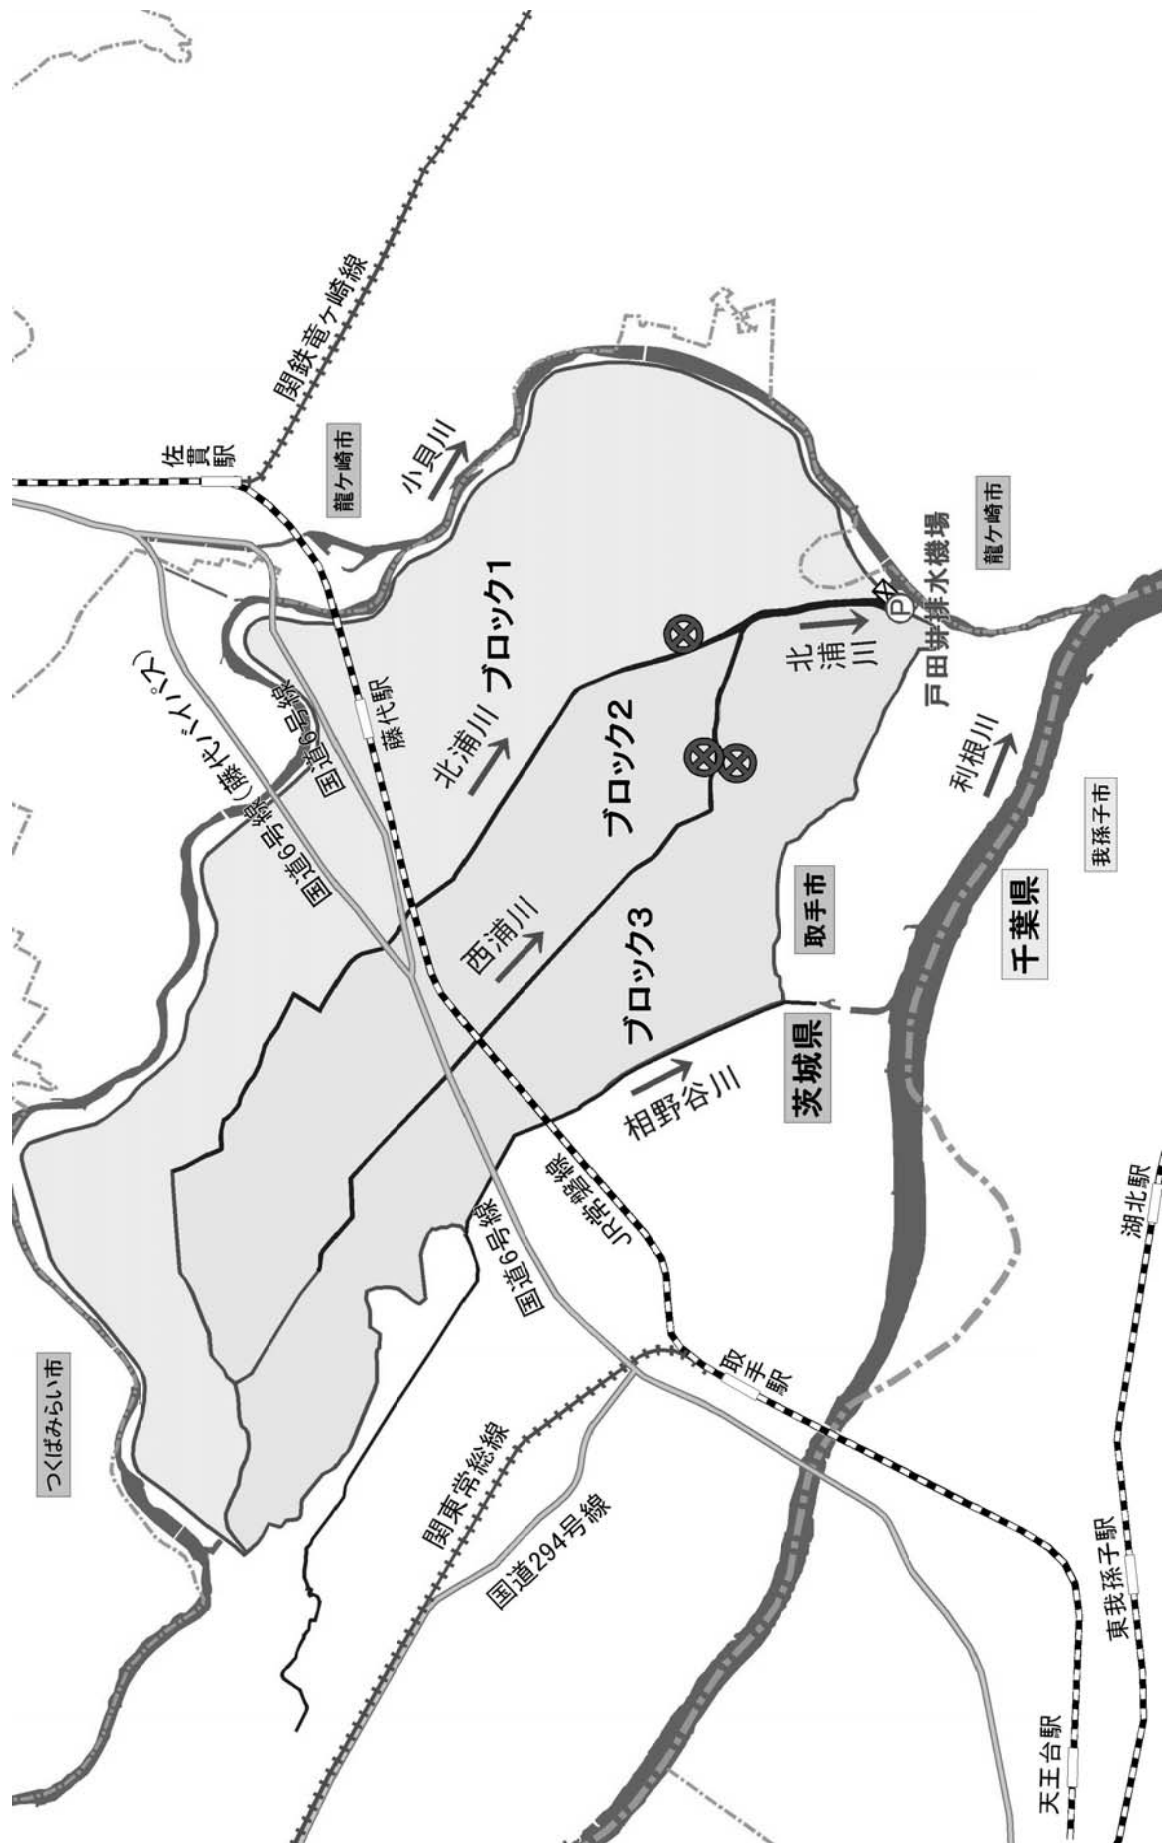 つくばみらい市
国道6号線(藤代バイパス)
国道6号線
佐貫
駅
関鉄竜ヶ崎線
龍ケ崎市
小貝川
藤代駅
ブロック1
北浦川
ブロック2
西浦川
ブロック3
北
浦
川
P
戸田井排水機場
龍ケ崎市
利根川
取手市
茨城県
千葉県
我孫子市
相野谷川
JR常磐線
国道6号線
関東常総線
国道294号線
取
手
駅
湖北駅
東我孫子駅
天王台駅